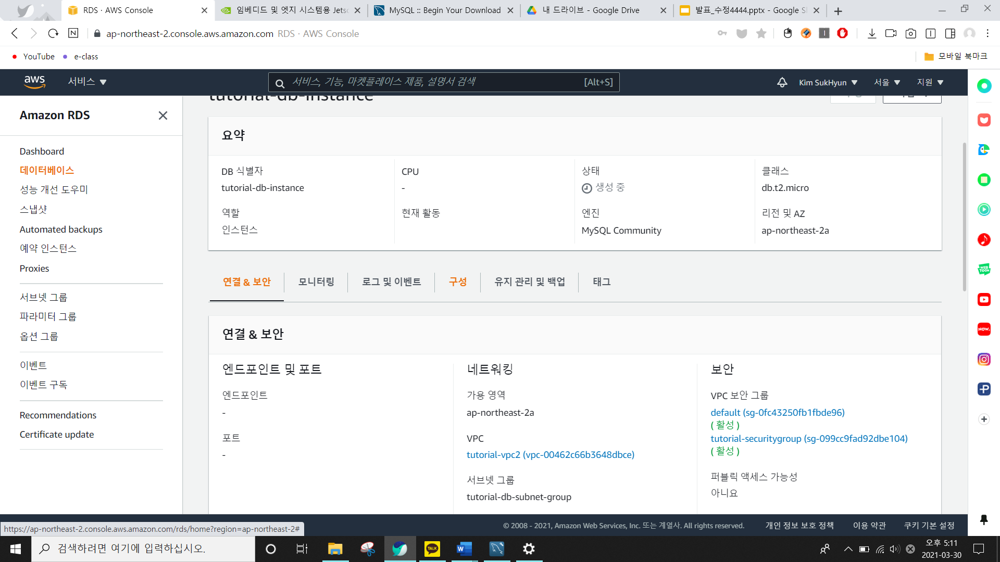 RDS · AWS Console
임베디드 및 엣지 시스템용 Jetso
MySQL :: Begin Your Download
내 드라이브 - Google Drive
발표_수정4444.pptx - Google Sl
ap-northeast-2.console.aws.amazon.com RDS · AWS Console
YouTube
e-class
모바일 북마크
aws
서비스
서비스, 기능, 마켓플레이스 제품, 설명서 검색
[Alt+S]
Kim SukHyun
서울
지원
Amazon RDS
Dashboard
데이터베이스
성능 개선 도우미
스냅샷
Automated backups
예약 인스턴스
Proxies
서브넷 그룹
파라미터 그룹
옵션 그룹
이벤트
이벤트 구독
Recommendations
Certificate update
tutorial-db-instance
요약
DB 식별자
tutorial-db-instance
CPU
-
상태
생성 중
클래스
db.t2.micro
역할
인스턴스
현재 활동
엔진
MySQL Community
리전 및 AZ
ap-northeast-2a
연결 & 보안
모니터링
로그 및 이벤트
구성
유지 관리 및 백업
태그
연결 & 보안
엔드포인트 및 포트
엔드포인트
-
포트
-
네트워킹
가용 영역
ap-northeast-2a
VPC
tutorial-vpc2 (vpc-00462c66b3648dbce)
서브넷 그룹
tutorial-db-subnet-group
보안
VPC 보안 그룹
default (sg-0fc43250fb1fbde96)
( 활성 )
tutorial-securitygroup (sg-099cc9fad92dbe104)
( 활성 )
퍼블릭 액세스 가능성
아니요
WEB
TOON
NOW.
https://ap-northeast-2.console.aws.amazon.com/rds/home?region=ap-northeast-2#
© 2008 - 2021, Amazon Web Services, Inc. 또는 계열사. All rights reserved.
개인 정보 보호 정책
이용 약관
쿠키 기본 설정
검색하려면 여기에 입력하십시오.
TALK
오후 5:11
2021-03-30